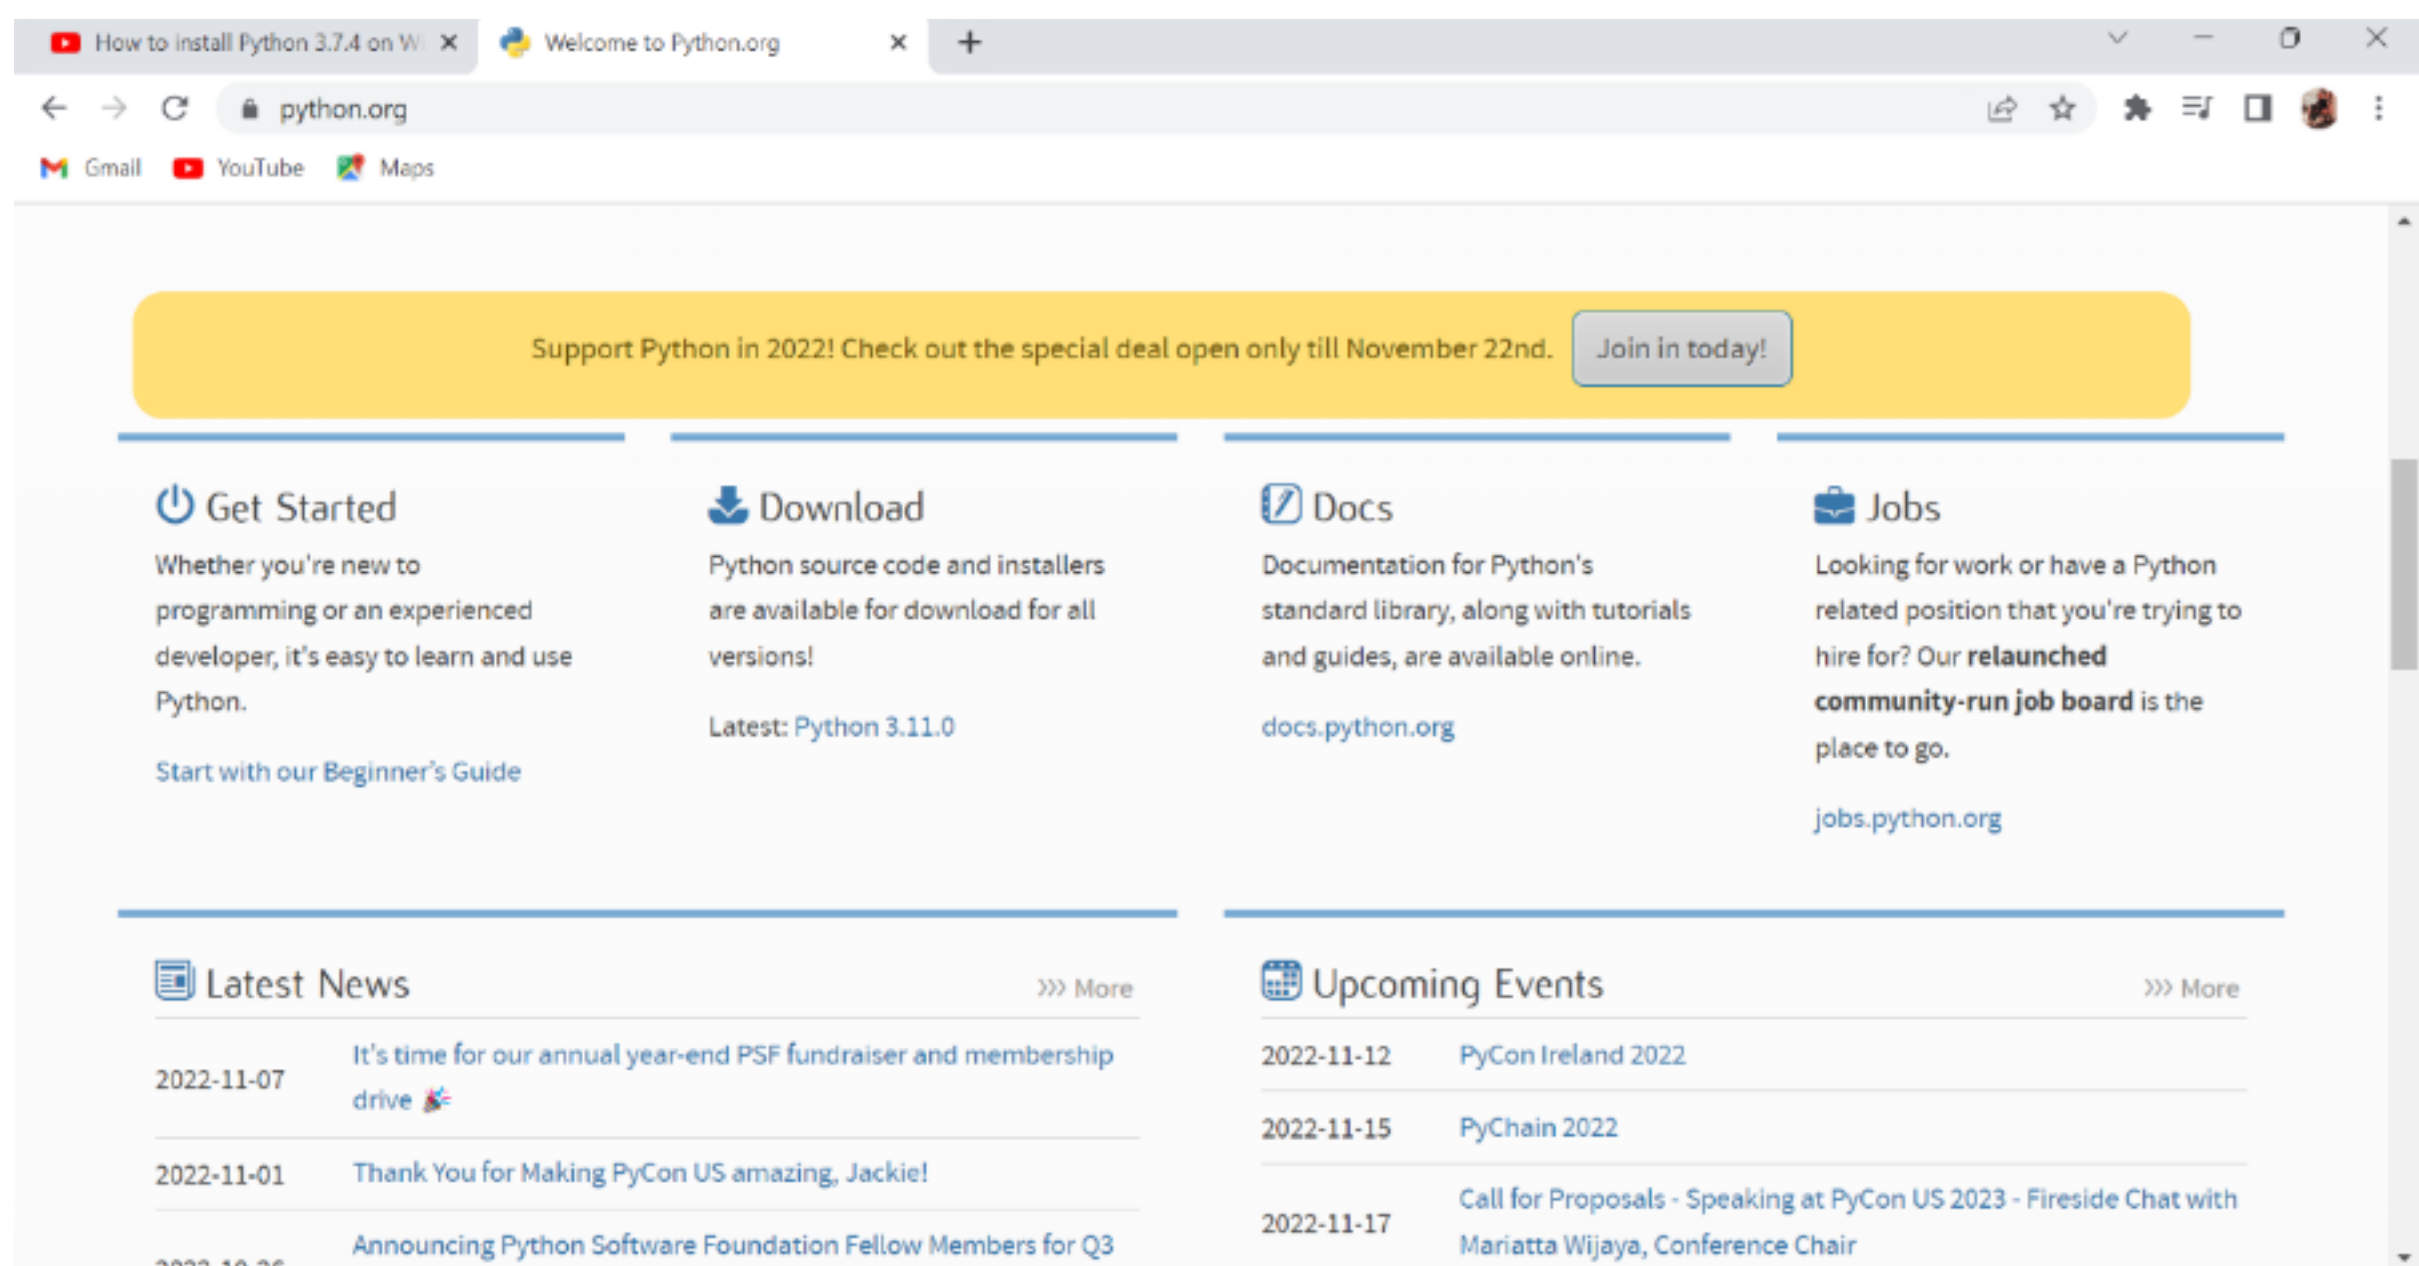 How to install Python 3.7.4 on Wi
Welcome to Python.org
python.org
Gmail YouTube Maps
Support Python in 2022! Check out the special deal open only till November 22nd. Join in today!
Get Started
Whether you're new to
programming or an experienced
developer, it's easy to learn and use
Python.
Start with our Beginner's Guide
Download
Python source code and installers
are available for download for all
versions!
Latest: Python 3.11.0
Docs
Documentation for Python's
standard library, along with tutorials
and guides, are available online.
docs.python.org
Jobs
Looking for work or have a Python
related position that you're trying to
hire for? Our relaunched
community-run job board is the
place to go.
jobs.python.org
Latest News
>>> More
2022-11-07
It's time for our annual year-end PSF fundraiser and membership
drive 🎉
2022-11-01 Thank You for Making PyCon US amazing, Jackie!
Announcing Python Software Foundation Fellow Members for Q3
Upcoming Events
>>> More
2022-11-12 PyCon Ireland 2022
2022-11-15 PyChain 2022
2022-11-17
Call for Proposals - Speaking at PyCon US 2023 - Fireside Chat with
Mariatta Wijaya, Conference Chair